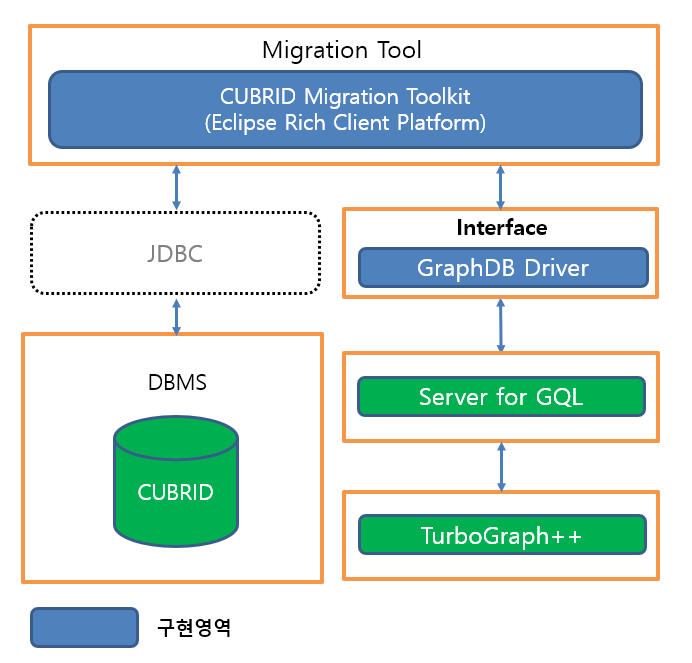 Migration Tool
CUBRID Migration Toolkit
(Eclipse Rich Client Platform)
JDBC
Interface
GraphDB Driver
DBMS
CUBRID
Server for GQL
TurboGraph++
구현영역